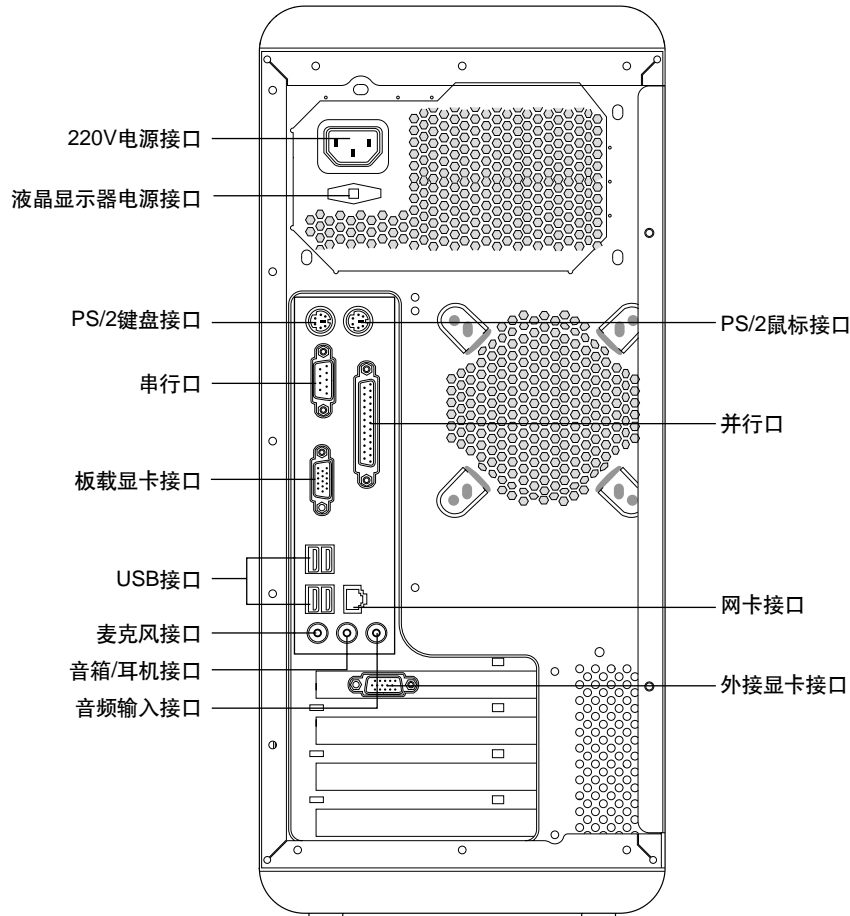 220V电源接口
液晶显示器电源接口
PS/2键盘接口
PS/2鼠标接口
串行口
并行口
板载显卡接口
USB接口
网卡接口
麦克风接口
音箱/耳机接口
外接显卡接口
音频输入接口